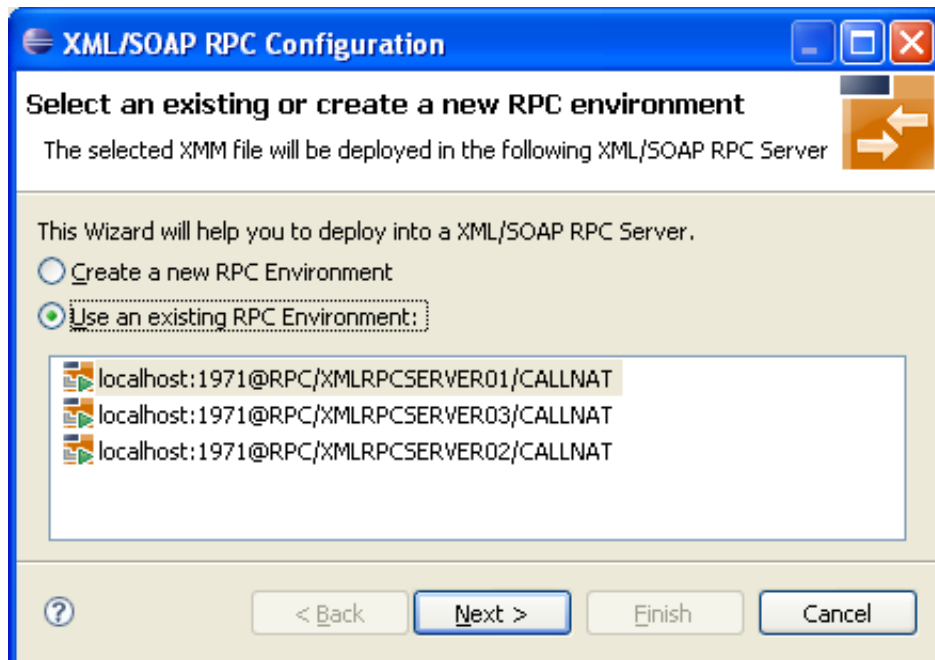 XML/SOAP RPC Configuration
Select an existing or create a new RPC environment
The selected XMM file will be deployed in the following XML/SOAP RPC Server
This Wizard will help you to deploy into a XML/SOAP RPC Server.
Create a new RPC Environment
Use an existing RPC Environment:
localhost:1971@RPC/XMLRPCSERVER01/CALLNAT
localhost:1971@RPC/XMLRPCSERVER03/CALLNAT
localhost:1971@RPC/XMLRPCSERVER02/CALLNAT
? < Back Next > Finish Cancel